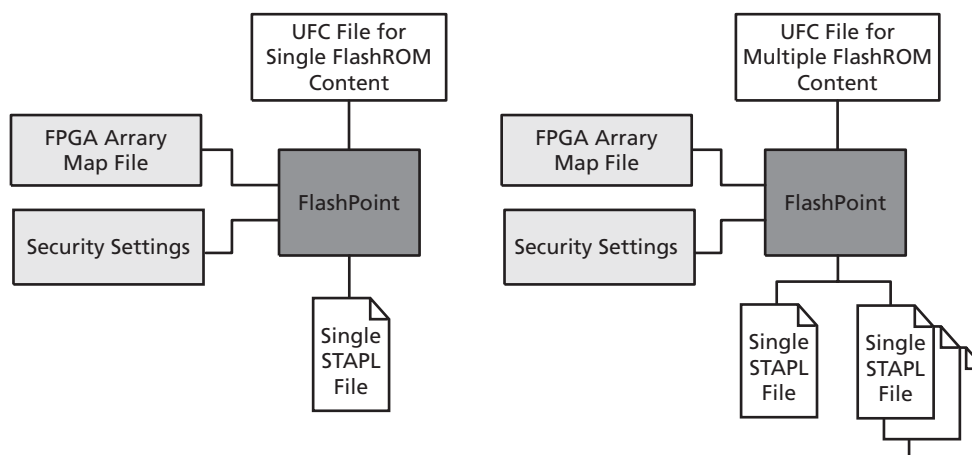 UFC File for
Single FlashROM
Content
FPGA Arrary
Map File
FlashPoint
Security Settings
Single
STAPL
File
UFC File for
Multiple FlashROM
Content
FPGA Arrary
Map File
FlashPoint
Security Settings
Single
STAPL
File
Single
STAPL
File